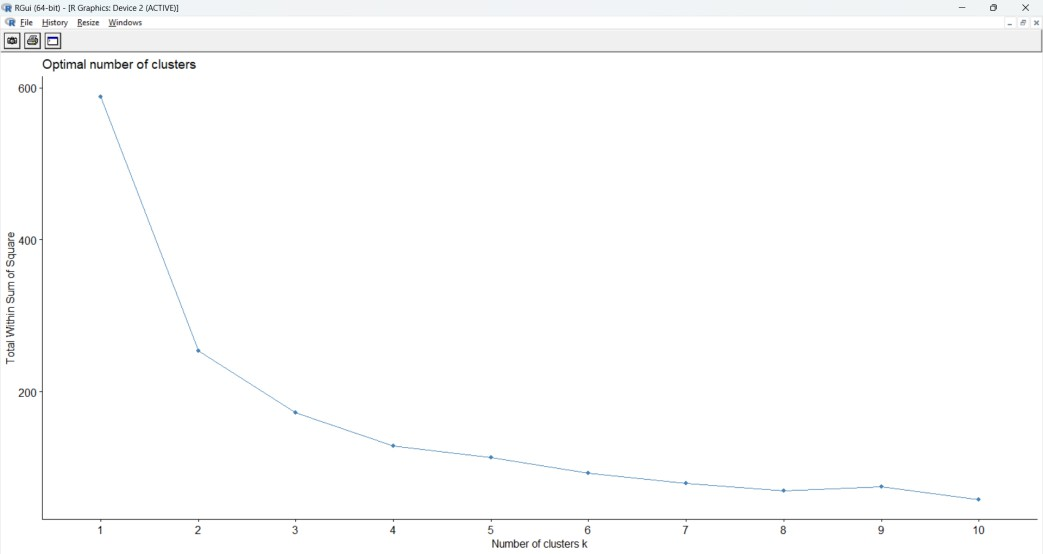 RGui (64-bit) - [R Graphics: Device 2 (ACTIVE)]
File History Resize Windows
Optimal number of clusters
600
400
200
Total Within Sum of Square
1 2 3 4 5 6 7 8 9 10
Number of clusters k